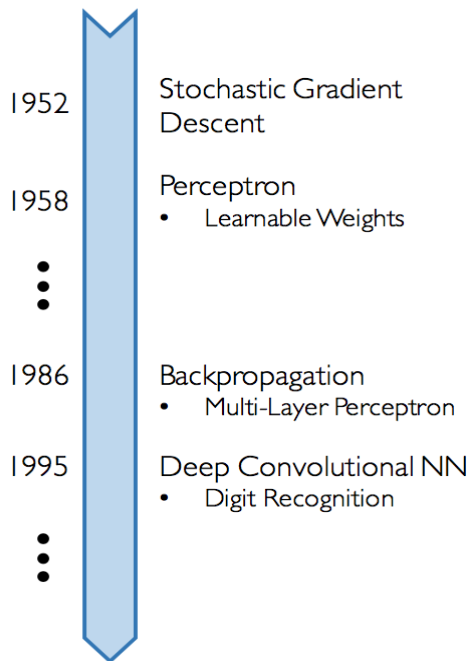 1952
Stochastic Gradient
Descent
1958
Perceptron
• Learnable Weights
1986
Backpropagation
• Multi-Layer Perceptron
1995
Deep Convolutional NN
• Digit Recognition